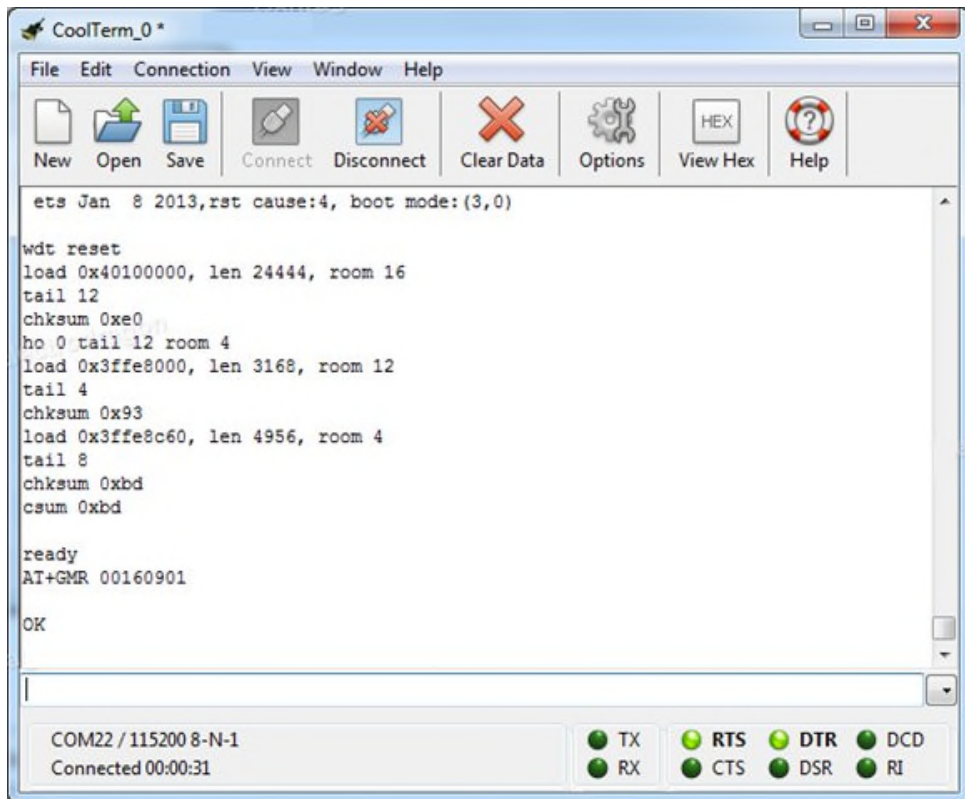 CoolTerm_0 *
File Edit Connection View Window Help
New Open Save Connect Disconnect Clear Data Options HEX View Hex Help
ets Jan  8 2013,rst cause:4, boot mode:(3,0)
wdt reset
load 0x40100000, len 24444, room 16
tail 12
chksum 0xe0
ho 0 tail 12 room 4
load 0x3ffe8000, len 3168, room 12
tail 4
chksum 0x93
load 0x3ffe8c60, len 4956, room 4
tail 8
chksum 0xbd
csum 0xbd
ready
AT+GMR 00160901
OK
COM22 / 115200 8-N-1
Connected 00:00:31
TX RTS DTR DCD
RX CTS DSR RI